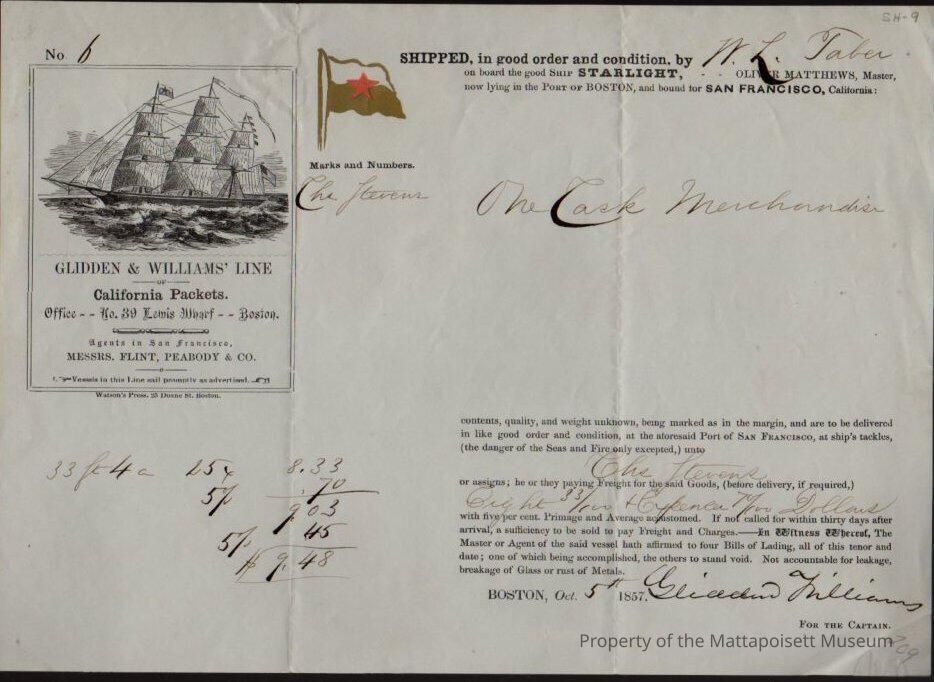 SH-9
No. 6
SHIPPED, in good order and condition, by W. L. Taber
on board the good Ship STARLIGHT, - - OLIVER MATTHEWS, Master,
now lying in the Port of BOSTON, and bound for SAN FRANCISCO, California:
Marks and Numbers.
Chs Stevens
One Cask Merchandise
GLIDDEN & WILLIAMS' LINE
OF
California Packets.
Office - - No. 39 Lewis Wharf - - Boston.
Agents in San Francisco,
MESSRS. FLINT, PEABODY & CO.
Vessels in this Line sail promptly as advertised.
Watson's Press, 25 Doane St. Boston.
contents, quality, and weight unknown, being marked as in the margin, and are to be delivered
in like good order and condition, at the aforesaid Port of San Francisco, at ship's tackles,
(the danger of the Seas and Fire only excepted,) unto
Chs Stevens
or assigns; he or they paying Freight for the said Goods, (before delivery, if required,)
Eight 33/100 + Expence 70/100 Dollars
with five per cent. Primage and Average accustomed. If not called for within thirty days after
arrival, a sufficiency to be sold to pay Freight and Charges.—In Witness Whereof, The
Master or Agent of the said vessel hath affirmed to four Bills of Lading, all of this tenor and
date; one of which being accomplished, the others to stand void. Not accountable for leakage,
breakage of Glass or rust of Metals.
BOSTON, Oct. 5th 1857. Glidden Williams
For the Captain.
33 ft 4 a 25¢ 8.33
.70
9.03
5% 45
$ 9.48
Property of the Mattapoisett Museum